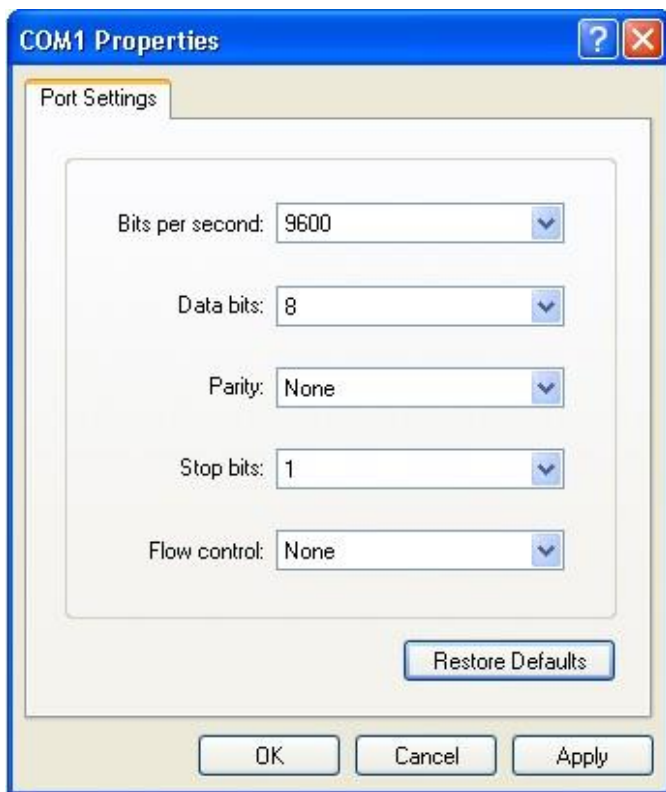 COM1 Properties
Port Settings
Bits per second: 9600
Data bits: 8
Parity: None
Stop bits: 1
Flow control: None
Restore Defaults
OK Cancel Apply